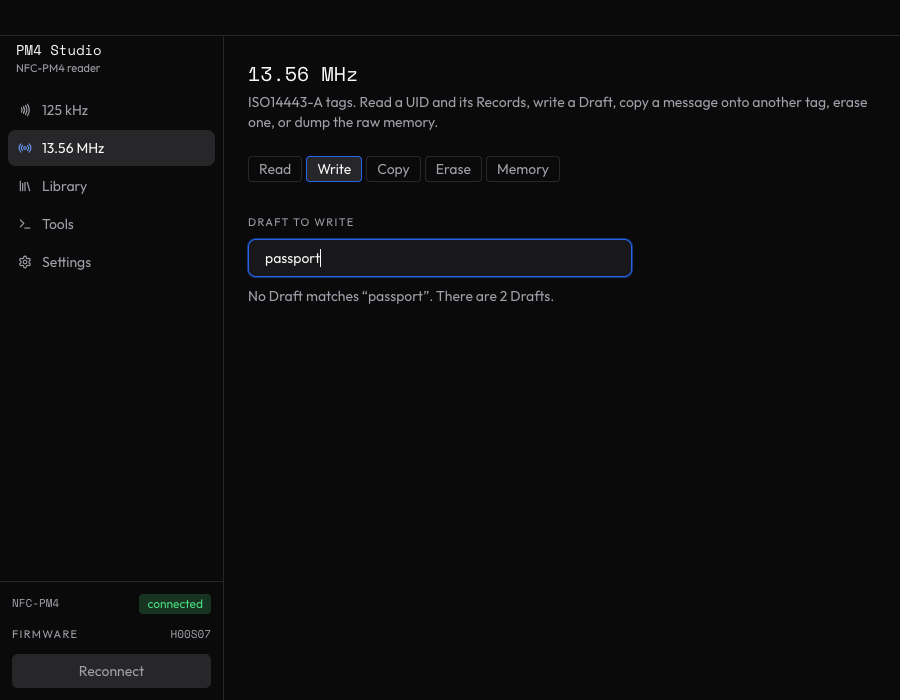 PM4 Studio
NFC-PM4 reader
125 kHz
13.56 MHz
Library
Tools
Settings
NFC-PM4
connected
FIRMWARE
H00S07
Reconnect
13.56 MHz
ISO14443-A tags. Read a UID and its Records, write a Draft, copy a message onto another tag, erase
one, or dump the raw memory.
Read
Write
Copy
Erase
Memory
DRAFT TO WRITE
passport
No Draft matches “passport”. There are 2 Drafts.